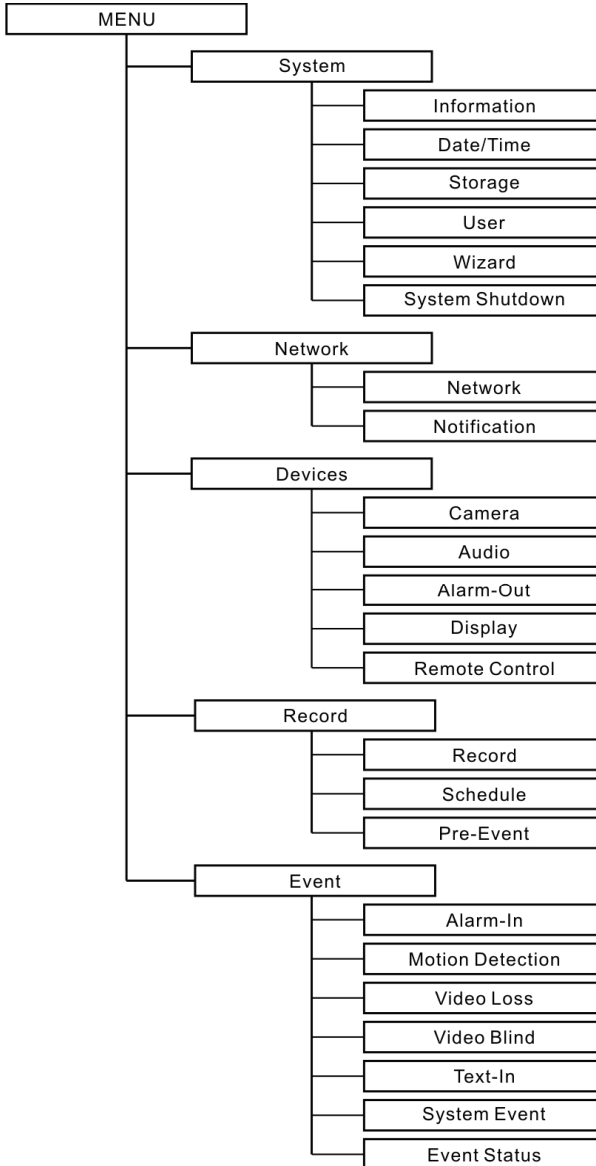 MENU
System
Information
Date/Time
Storage
User
Wizard
System Shutdown
Network
Network
Notification
Devices
Camera
Audio
Alarm-Out
Display
Remote Control
Record
Record
Schedule
Pre-Event
Event
Alarm-In
Motion Detection
Video Loss
Video Blind
Text-In
System Event
Event Status